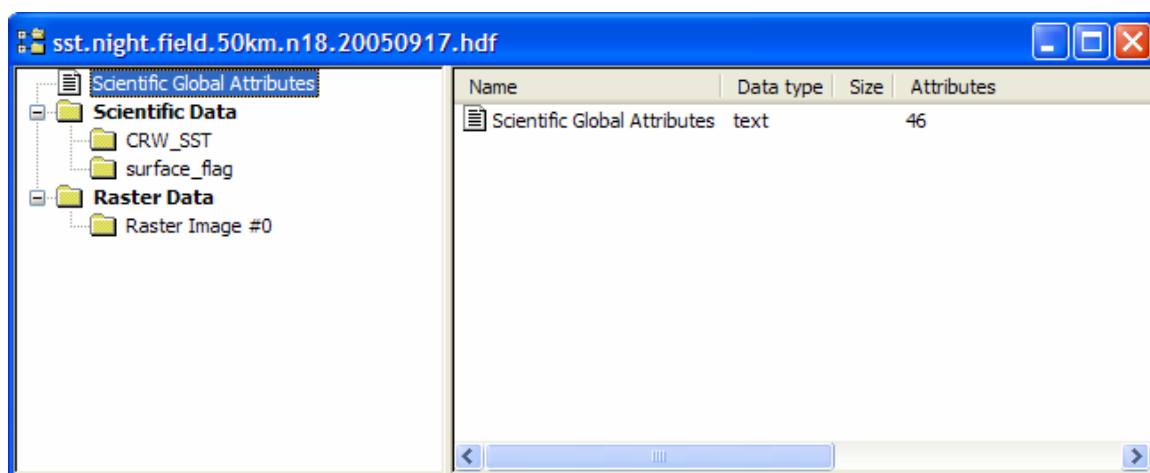 sst.night.field.50km.n18.20050917.hdf
Scientific Global Attributes
Scientific Data
CRW_SST
surface_flag
Raster Data
Raster Image #0
Name Data type Size Attributes
Scientific Global Attributes text 46